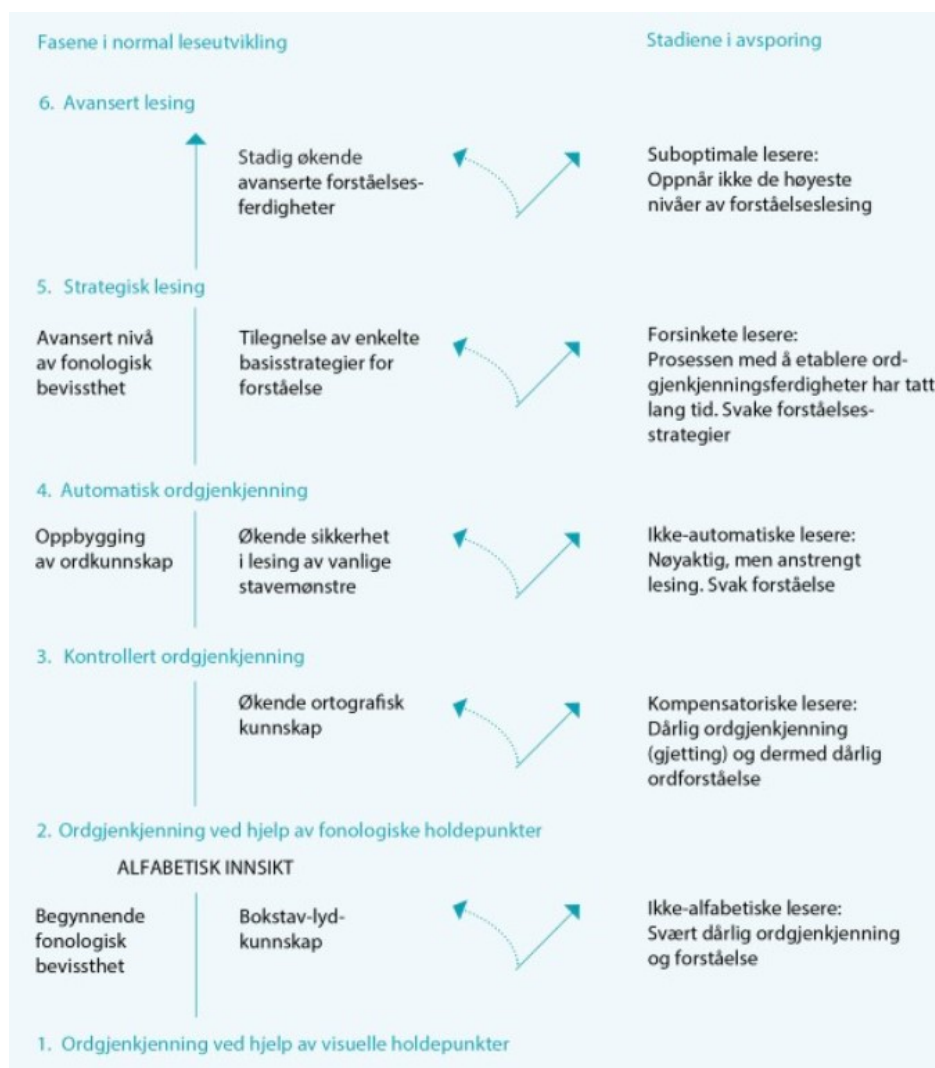 Fasene i normal leseutvikling
Stadiene i avsporing
6. Avansert lesing
Stadig økende
avanserte forståelses-
ferdigheter
Suboptimale lesere:
Oppnår ikke de høyeste
nivåer av forståelseslesing
5. Strategisk lesing
Avansert nivå
av fonologisk
bevissthet
Tilegnelse av enkelte
basisstrategier for
forståelse
Forsinkete lesere:
Prosessen med å etablere ord-
gjenkjenningsferdigheter har tatt
lang tid. Svake forståelses-
strategier
4. Automatisk ordgjenkjenning
Oppbygging
av ordkunnskap
Økende sikkerhet
i lesing av vanlige
stavemønstre
Ikke-automatiske lesere:
Nøyaktig, men anstrengt
lesing. Svak forståelse
3. Kontrollert ordgjenkjenning
Økende ortografisk
kunnskap
Kompensatoriske lesere:
Dårlig ordgjenkjenning
(gjetting) og dermed dårlig
ordforståelse
2. Ordgjenkjenning ved hjelp av fonologiske holdepunkter
ALFABETISK INNSIKT
Begynnende
fonologisk
bevissthet
Bokstav-lyd-
kunnskap
Ikke-alfabetiske lesere:
Svært dårlig ordgjenkjenning
og forståelse
1. Ordgjenkjenning ved hjelp av visuelle holdepunkter